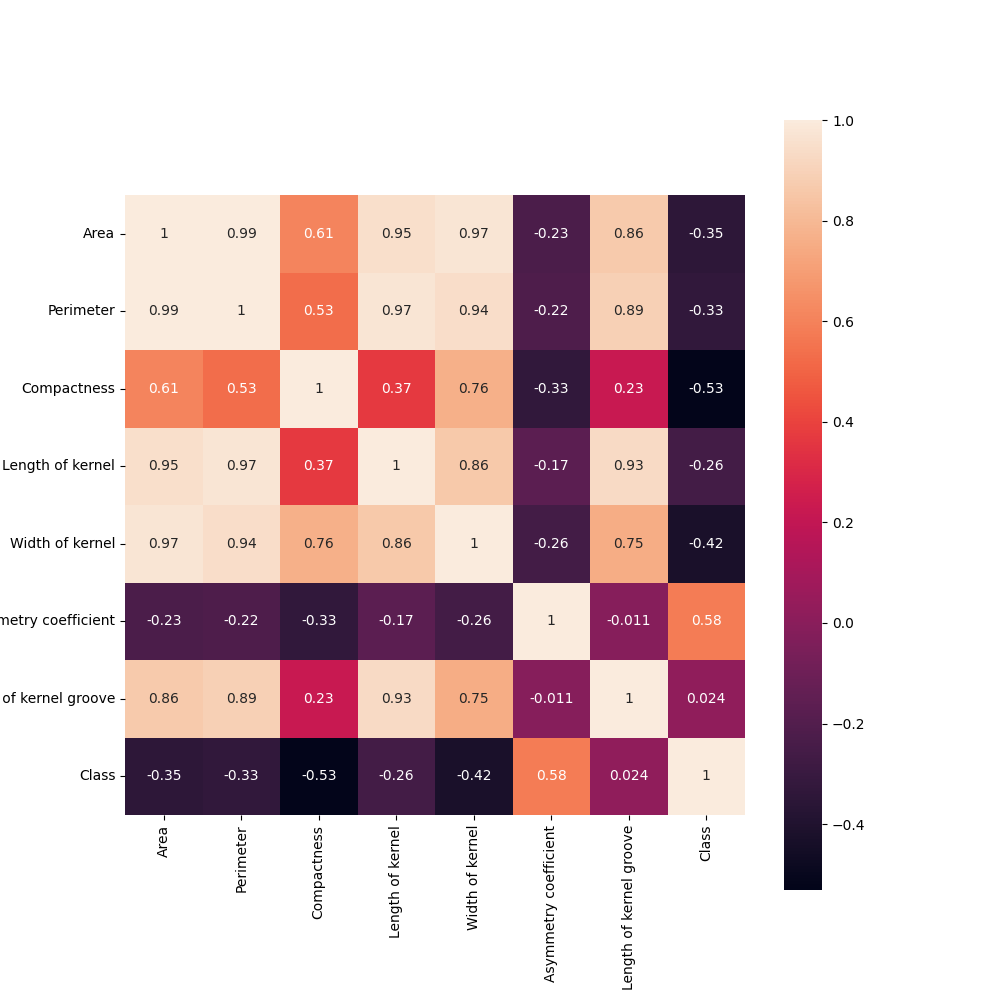 1.0
0.8
0.6
0.4
0.2
0.0
−0.2
−0.4
Area 1 0.99 0.61 0.95 0.97 -0.23 0.86 -0.35
Perimeter 0.99 1 0.53 0.97 0.94 -0.22 0.89 -0.33
Compactness 0.61 0.53 1 0.37 0.76 -0.33 0.23 -0.53
Length of kernel 0.95 0.97 0.37 1 0.86 -0.17 0.93 -0.26
Width of kernel 0.97 0.94 0.76 0.86 1 -0.26 0.75 -0.42
metry coefficient -0.23 -0.22 -0.33 -0.17 -0.26 1 -0.011 0.58
of kernel groove 0.86 0.89 0.23 0.93 0.75 -0.011 1 0.024
Class -0.35 -0.33 -0.53 -0.26 -0.42 0.58 0.024 1
Area
Perimeter
Compactness
Length of kernel
Width of kernel
Asymmetry coefficient
Length of kernel groove
Class